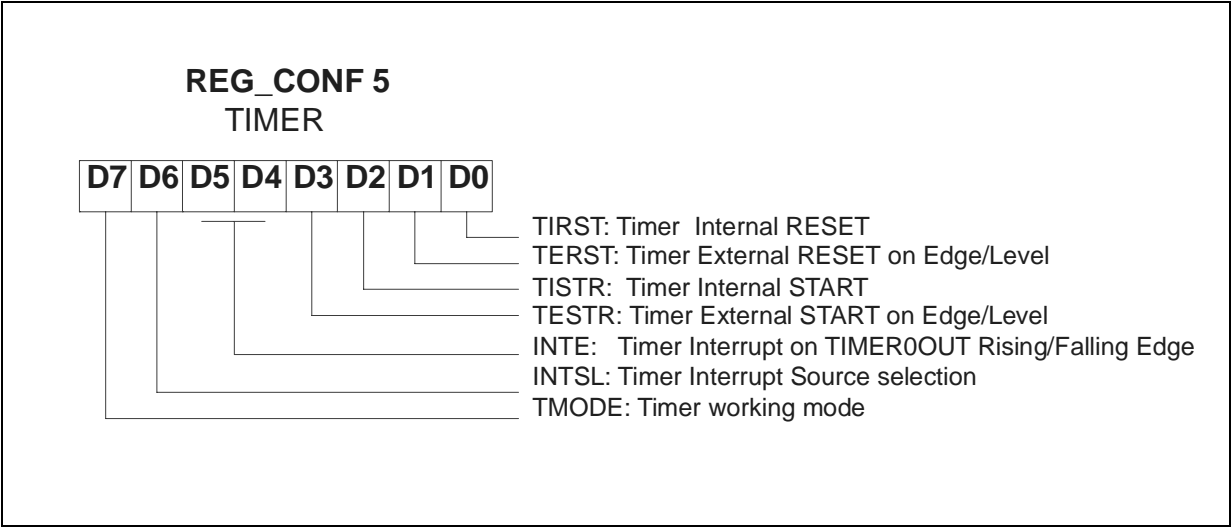 REG_CONF 5
TIMER
D7 D6 D5 D4 D3 D2 D1 D0
TIRST: Timer Internal RESET
TERST: Timer External RESET on Edge/Level
TISTR: Timer Internal START
TESTR: Timer External START on Edge/Level
INTE: Timer Interrupt on TIMER0OUT Rising/Falling Edge
INTSL: Timer Interrupt Source selection
TMODE: Timer working mode